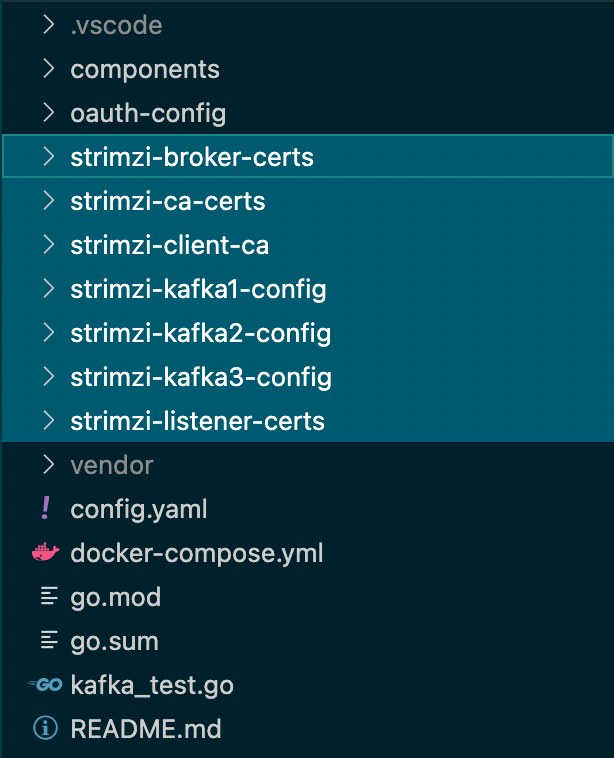 .vscode
components
oauth-config
strimzi-broker-certs
strimzi-ca-certs
strimzi-client-ca
strimzi-kafka1-config
strimzi-kafka2-config
strimzi-kafka3-config
strimzi-listener-certs
vendor
! config.yaml
docker-compose.yml
go.mod
go.sum
GO kafka_test.go
README.md